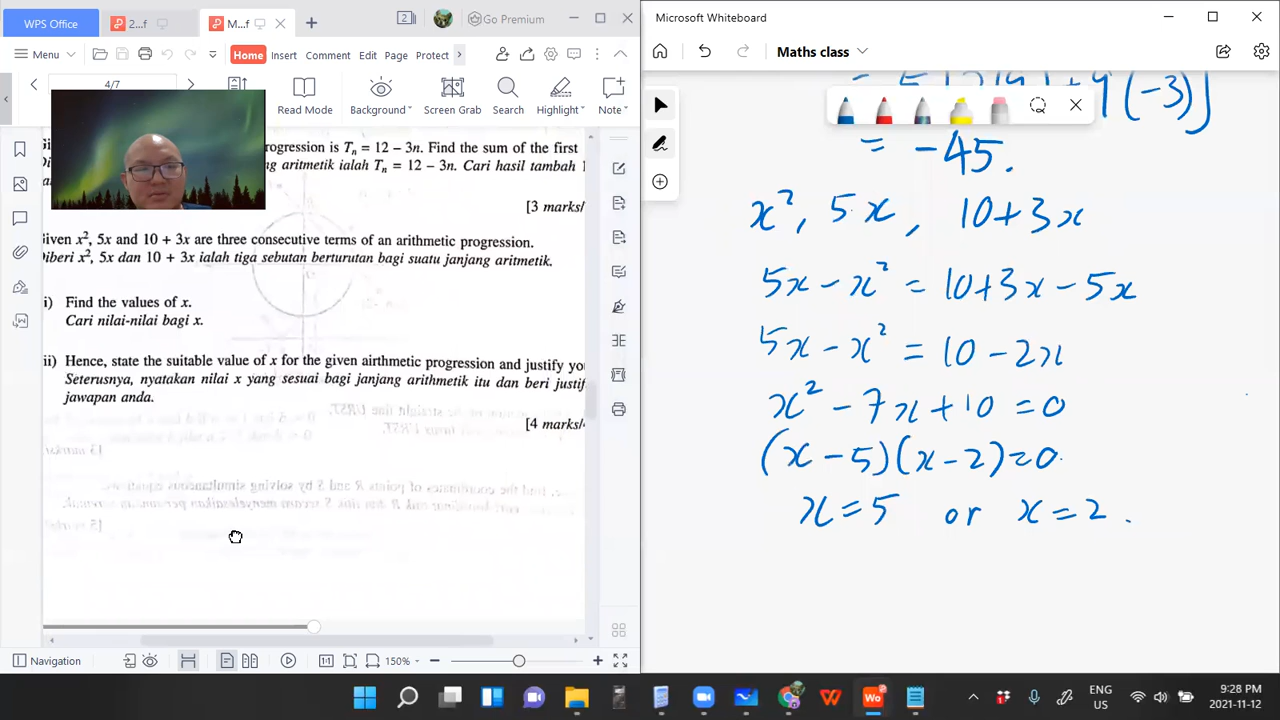 WPS Office
2...f
M...f
2
Go Premium
Menu
Home
Insert
Comment
Edit
Page
Protect
4/7
Read Mode
Background
Screen Grab
Search
Highlight
Note
rogression is Tₙ = 12 – 3n. Find the sum of the first
ng aritmetik ialah Tₙ = 12 – 3n. Cari hasil tambah
[3 marks/
iven x², 5x and 10 + 3x are three consecutive terms of an arithmetic progression.
Diberi x², 5x dan 10 + 3x ialah tiga sebutan berturutan bagi suatu janjang aritmetik.
i) Find the values of x.
Cari nilai-nilai bagi x.
ii) Hence, state the suitable value of x for the given airthmetic progression and justify yo
Seterusnya, nyatakan nilai x yang sesuai bagi janjang arithmetik itu dan beri justif
jawapan anda.
[4 marks/
Navigation
150%
Microsoft Whiteboard
Maths class
(-3)]
= -45.
x², 5x, 10+3x
5x - x² = 10+3x-5x
5x - x² = 10 - 2x
x² - 7x + 10 = 0
(x-5)(x-2)=0
x=5 or x=2.
Wo
ENG
US
9:28 PM
2021-11-12